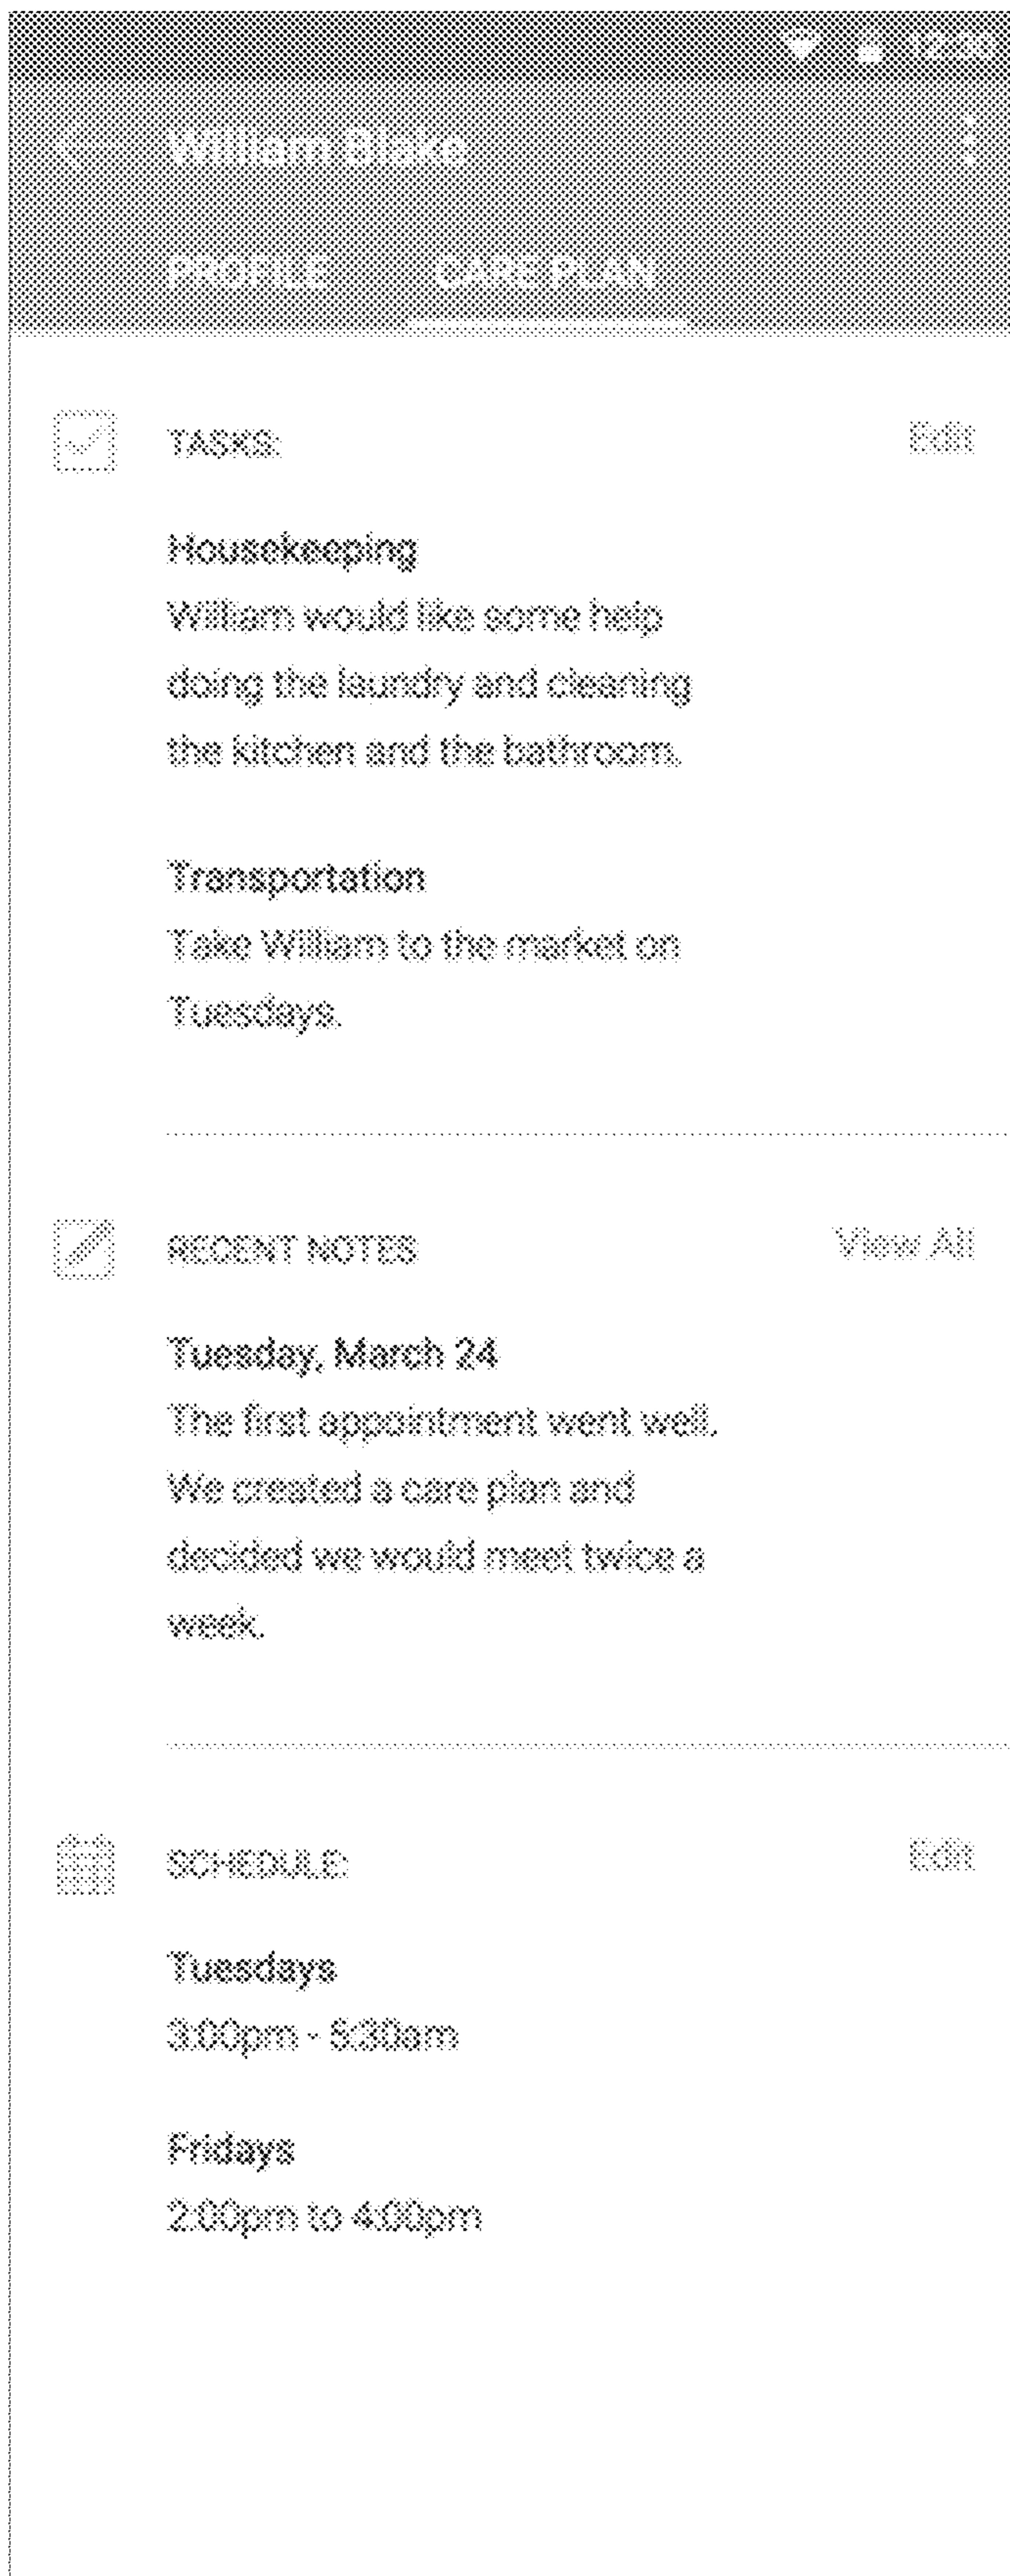 12:30
William Blake
PROFILE CARE PLAN
TASKS: Edit
Housekeeping
William would like some help
doing the laundry and cleaning
the kitchen and the bathroom.
Transportation
Take William to the market on
Tuesdays.
RECENT NOTES View All
Tuesday, March 24
The first appointment went well.
We created a care plan and
decided we would meet twice a
week.
SCHEDULE: Edit
Tuesdays
3:00pm - 5:30am
Fridays
2:00pm to 4:00pm